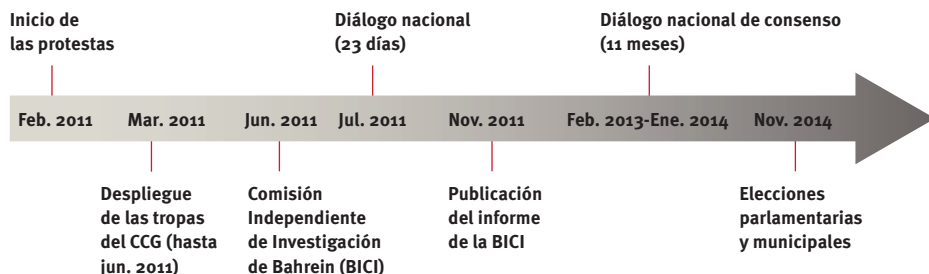 Inicio de
las protestas
Diálogo nacional
(23 días)
Diálogo nacional de consenso
(11 meses)
Feb. 2011
Mar. 2011
Jun. 2011
Jul. 2011
Nov. 2011
Feb. 2013-Ene. 2014
Nov. 2014
Despliegue
de las tropas
del CCG (hasta
jun. 2011)
Comisión
Independiente
de Investigación
de Bahrein (BICI)
Publicación
del informe
de la BICI
Elecciones
parlamentarias
y municipales